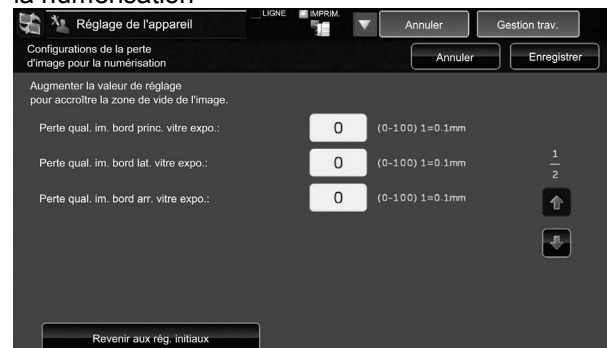 la numérisation
Réglage de l'appareil
LIGNE
IMPRIM.
Annuler
Gestion trav.
Configurations de la perte
d'image pour la numérisation
Annuler
Enregistrer
Augmenter la valeur de réglage
pour accroître la zone de vide de l'image.
Perte qual. im. bord princ. vitre expo.: 0 (0-100) 1=0.1mm
Perte qual. im. bord lat. vitre expo.: 0 (0-100) 1=0.1mm
Perte qual. im. bord arr. vitre expo.: 0 (0-100) 1=0.1mm
1
2
Revenir aux rég. initiaux